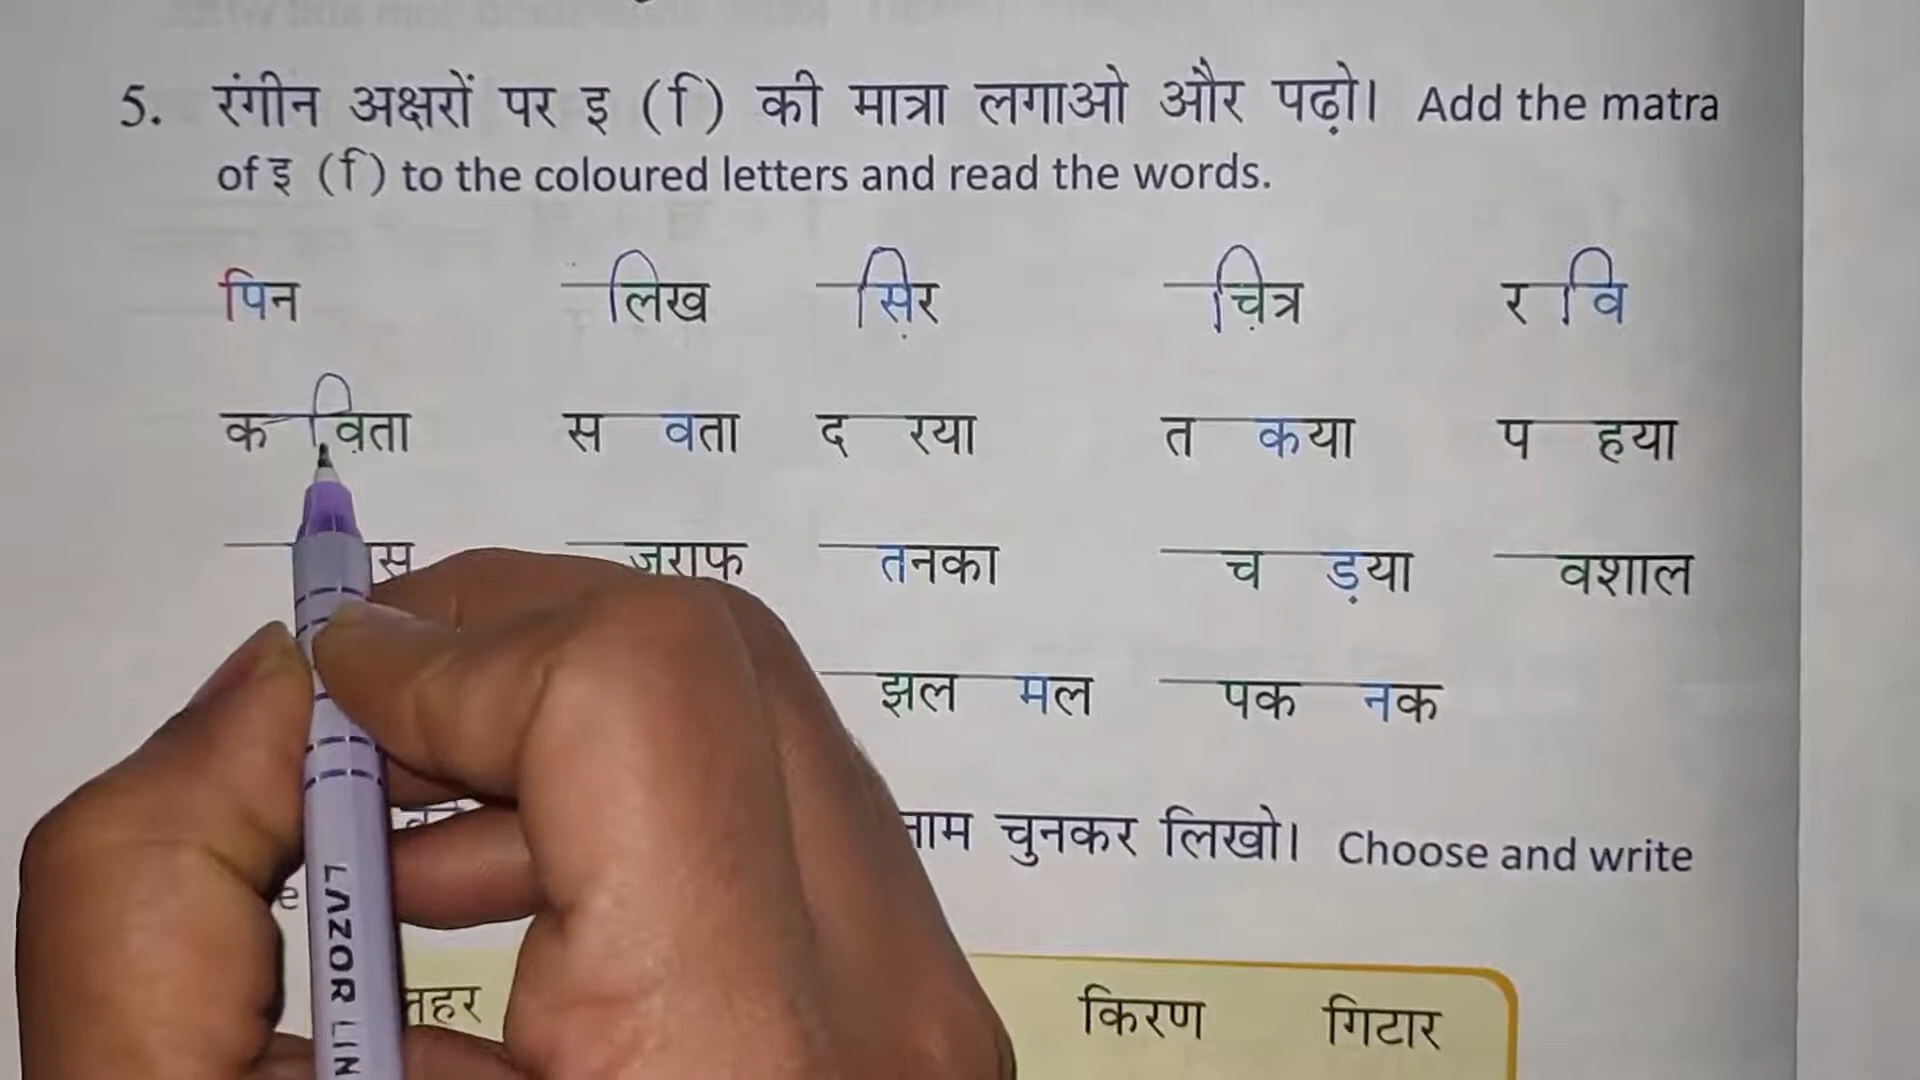 5. रंगीन अक्षरों पर इ (ि) की मात्रा लगाओ और पढ़ो। Add the matra
of इ (ि) to the coloured letters and read the words.
पिन लिख सिर चित्र रवि
कविता स वता द रया त कया प हया
स जराफ तनका च ड़या वशाल
झल मल पक नक
नाम चुनकर लिखो। Choose and write
हर किरण गिटार
LAZOR LIN